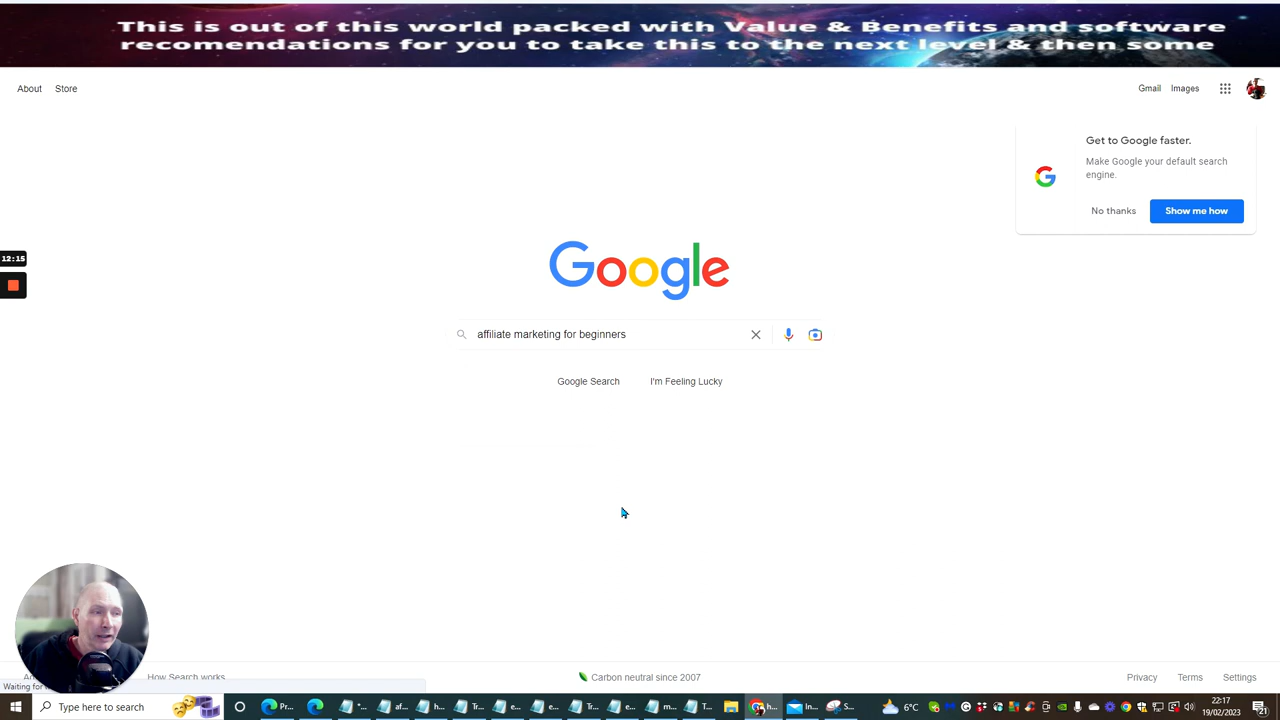 This is out of this world packed with Value & Benefits and software
recomendations for you to take this to the next level & then some
About Store
Gmail Images
Get to Google faster.
Make Google your default search
engine.
No thanks Show me how
12:15
Google
affiliate marketing for beginners
Google Search I'm Feeling Lucky
How Search works
Carbon neutral since 2007
Privacy Terms Settings
Waiting for
Type here to search
6°C
22:17
19/02/2023